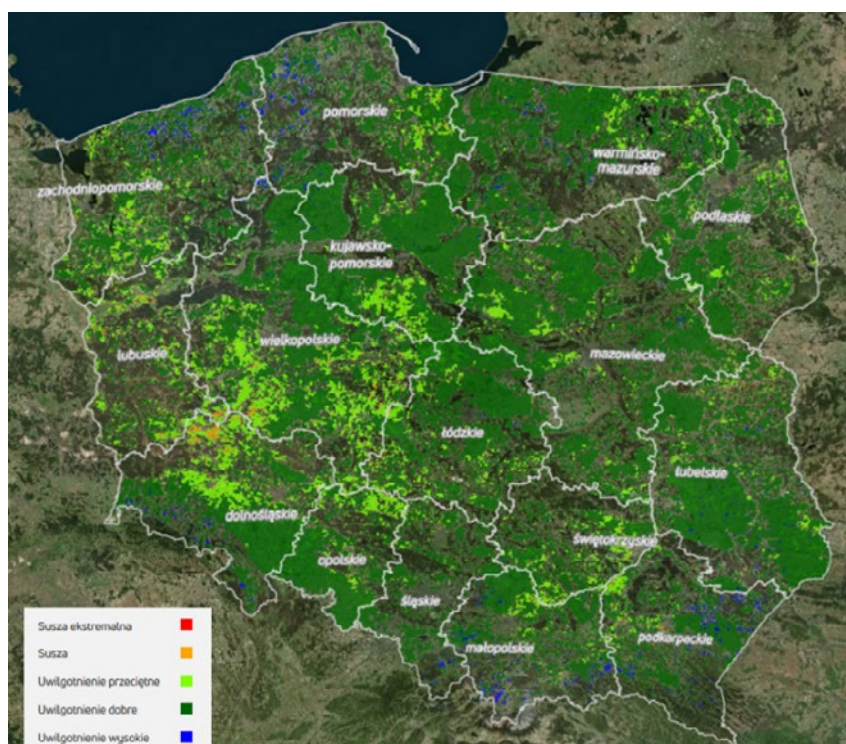 pomorskie
warmińsko-
mazurskie
zachodniopomorskie
podlaskie
kujawsko-
pomorskie
wielkopolskie
lubuskie
mazowieckie
łódzkie
lubelskie
dolnośląskie
świętokrzyskie
opolskie
śląskie
małopolskie
podkarpackie
Susza ekstremalna
Susza
Uwilgotnienie przeciętne
Uwilgotnienie dobre
Uwilgotnienie wysokie